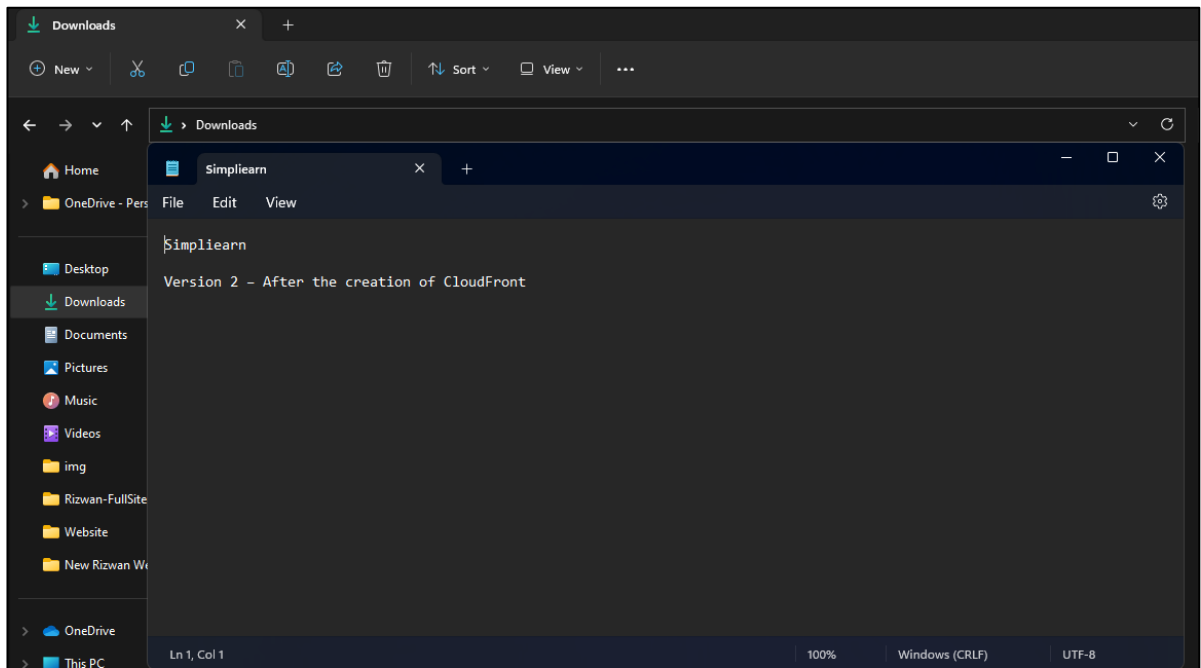 Downloads
New
Sort
View
Downloads
Home
OneDrive - Pers
Desktop
Downloads
Documents
Pictures
Music
Videos
img
Rizwan-FullSite
Website
New Rizwan We
OneDrive
This PC
Simpliearn
File Edit View
Simpliearn
Version 2 – After the creation of CloudFront
Ln 1, Col 1 100% Windows (CRLF) UTF-8